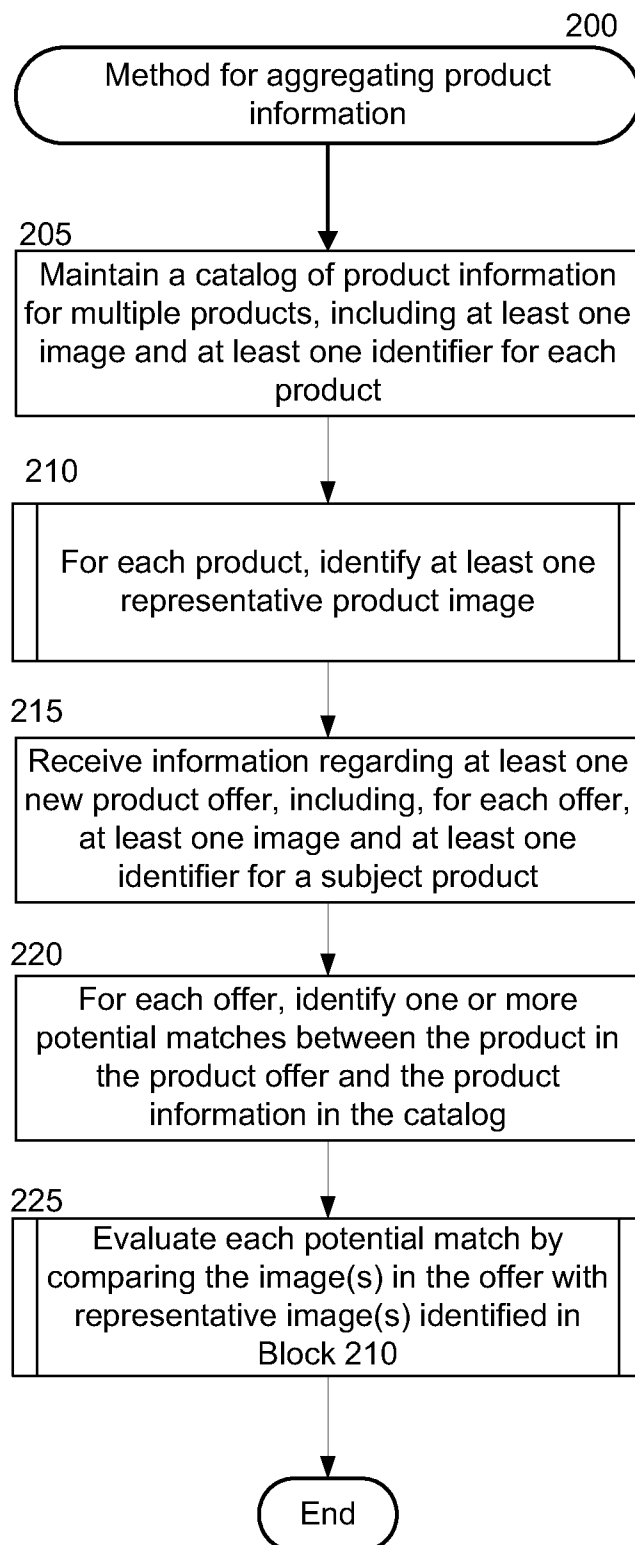 200
Method for aggregating product
information
205
Maintain a catalog of product information
for multiple products, including at least one
image and at least one identifier for each
product
210
For each product, identify at least one
representative product image
215
Receive information regarding at least one
new product offer, including, for each offer,
at least one image and at least one
identifier for a subject product
220
For each offer, identify one or more
potential matches between the product in
the product offer and the product
information in the catalog
225
Evaluate each potential match by
comparing the image(s) in the offer with
representative image(s) identified in
Block 210
End